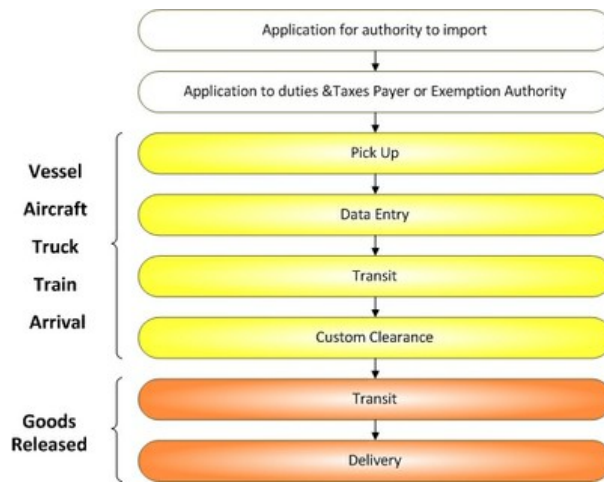 Application for authority to import
Application to duties &Taxes Payer or Exemption Authority
Vessel
Aircraft
Truck
Train
Arrival
Pick Up
Data Entry
Transit
Custom Clearance
Goods
Released
Transit
Delivery